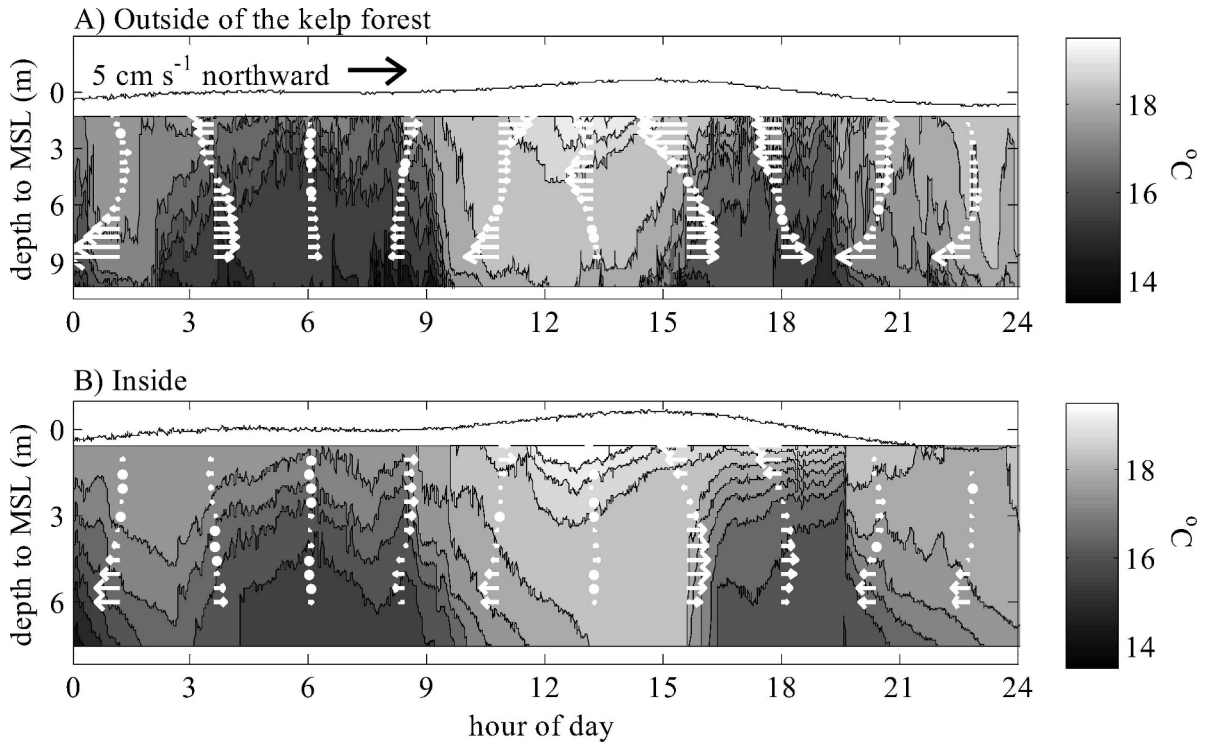 A) Outside of the kelp forest
5 cm s⁻¹ northward
depth to MSL (m)
0
3
6
9
0 3 6 9 12 15 18 21 24
18
16
14
°C
B) Inside
depth to MSL (m)
0
3
6
0 3 6 9 12 15 18 21 24
hour of day
18
16
14
°C